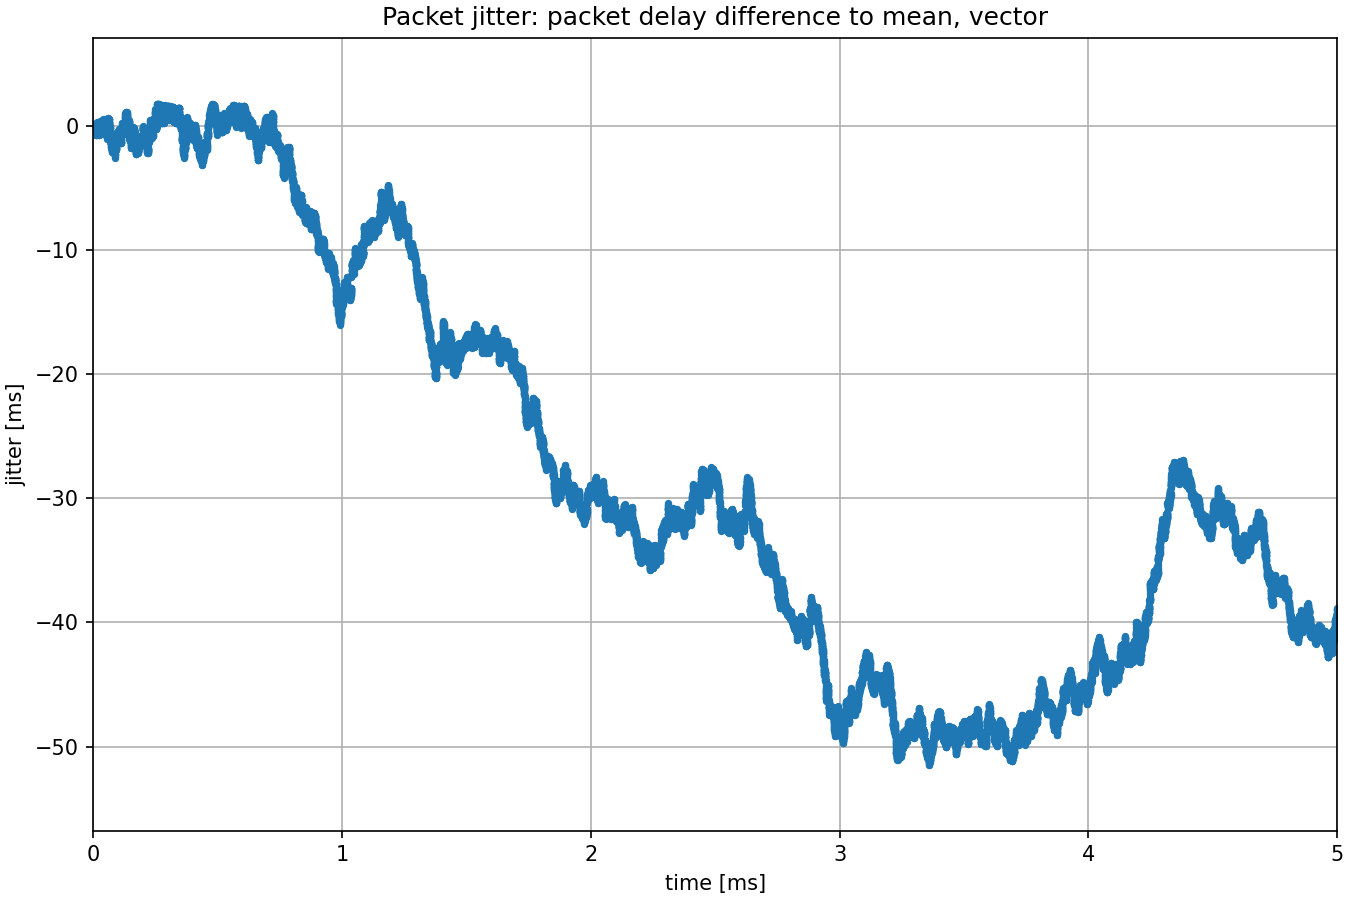 Packet jitter: packet delay difference to mean, vector
jitter [ms]
0
−10
−20
−30
−40
−50
0 1 2 3 4 5
time [ms]